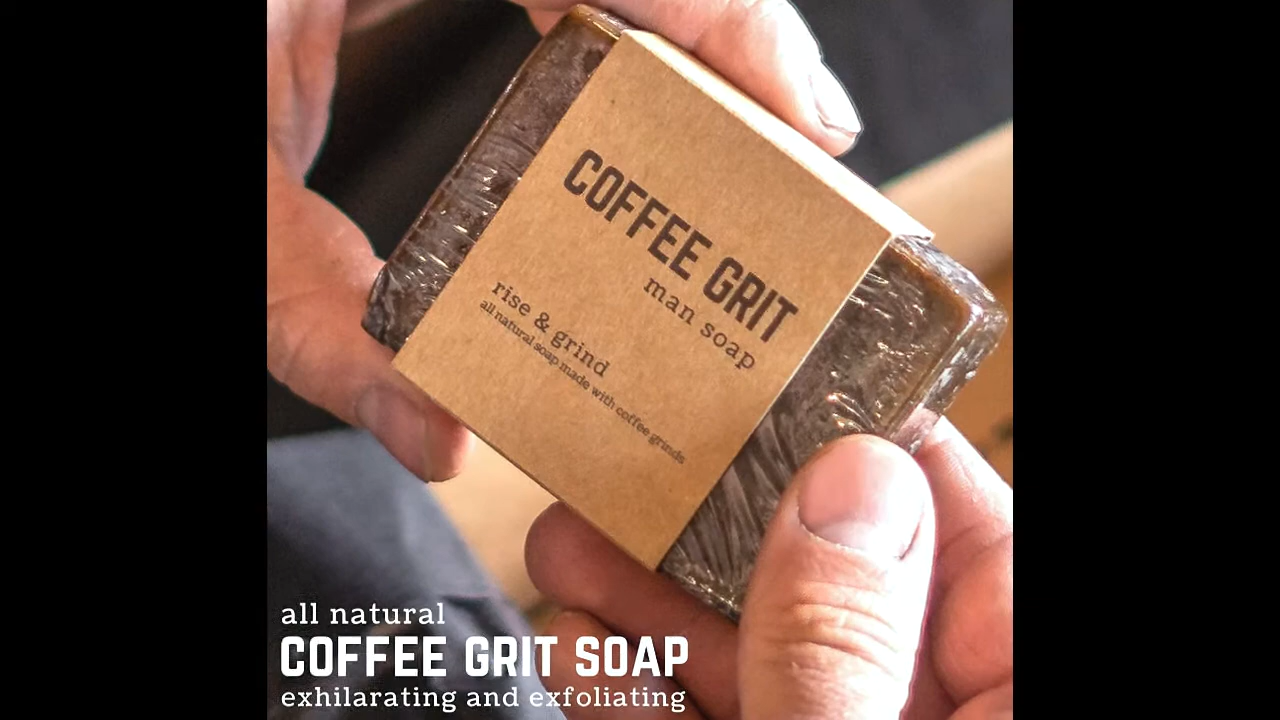 COFFEE GRIT
man soap
rise & grind
all natural soap made with coffee grinds
all natural
COFFEE GRIT SOAP
exhilarating and exfoliating